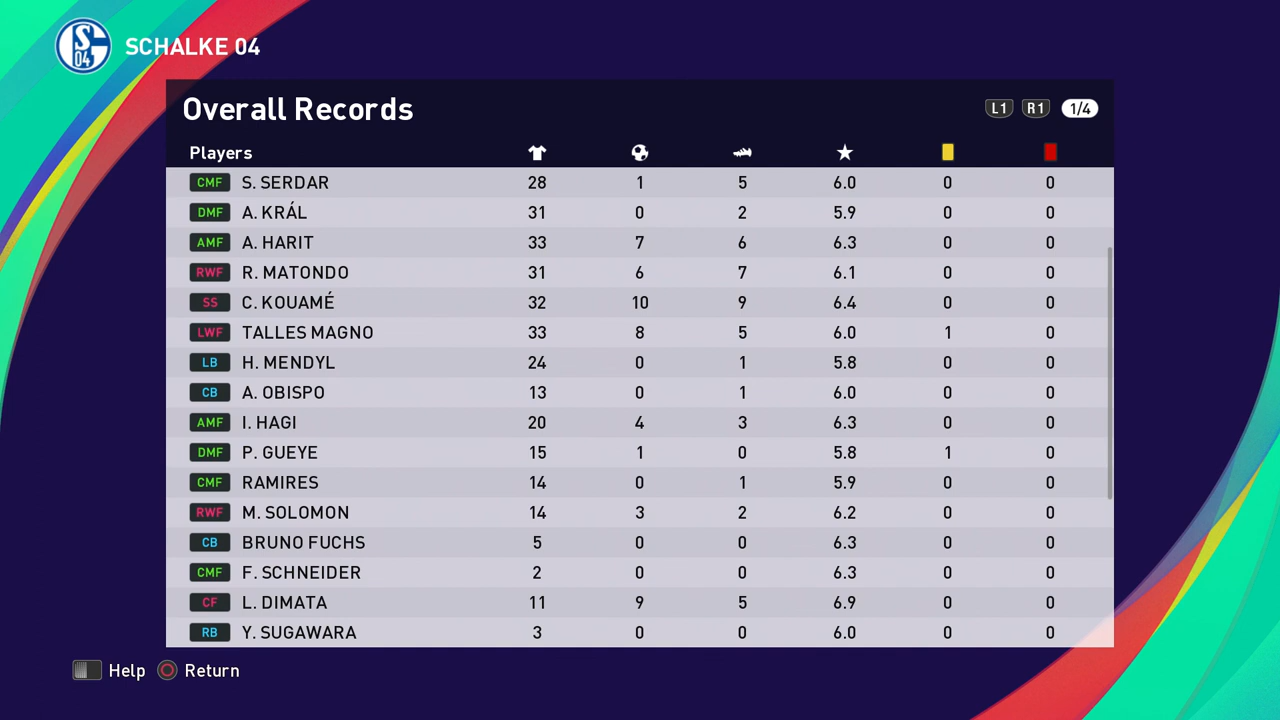 SCHALKE 04
Overall Records L1 R1 1/4
Players
CMF S. SERDAR 28 1 5 6.0 0 0
DMF A. KRÁL 31 0 2 5.9 0 0
AMF A. HARIT 33 7 6 6.3 0 0
RWF R. MATONDO 31 6 7 6.1 0 0
SS C. KOUAMÉ 32 10 9 6.4 0 0
LWF TALLES MAGNO 33 8 5 6.0 1 0
LB H. MENDYL 24 0 1 5.8 0 0
CB A. OBISPO 13 0 1 6.0 0 0
AMF I. HAGI 20 4 3 6.3 0 0
DMF P. GUEYE 15 1 0 5.8 1 0
CMF RAMIRES 14 0 1 5.9 0 0
RWF M. SOLOMON 14 3 2 6.2 0 0
CB BRUNO FUCHS 5 0 0 6.3 0 0
CMF F. SCHNEIDER 2 0 0 6.3 0 0
CF L. DIMATA 11 9 5 6.9 0 0
RB Y. SUGAWARA 3 0 0 6.0 0 0
Help Return